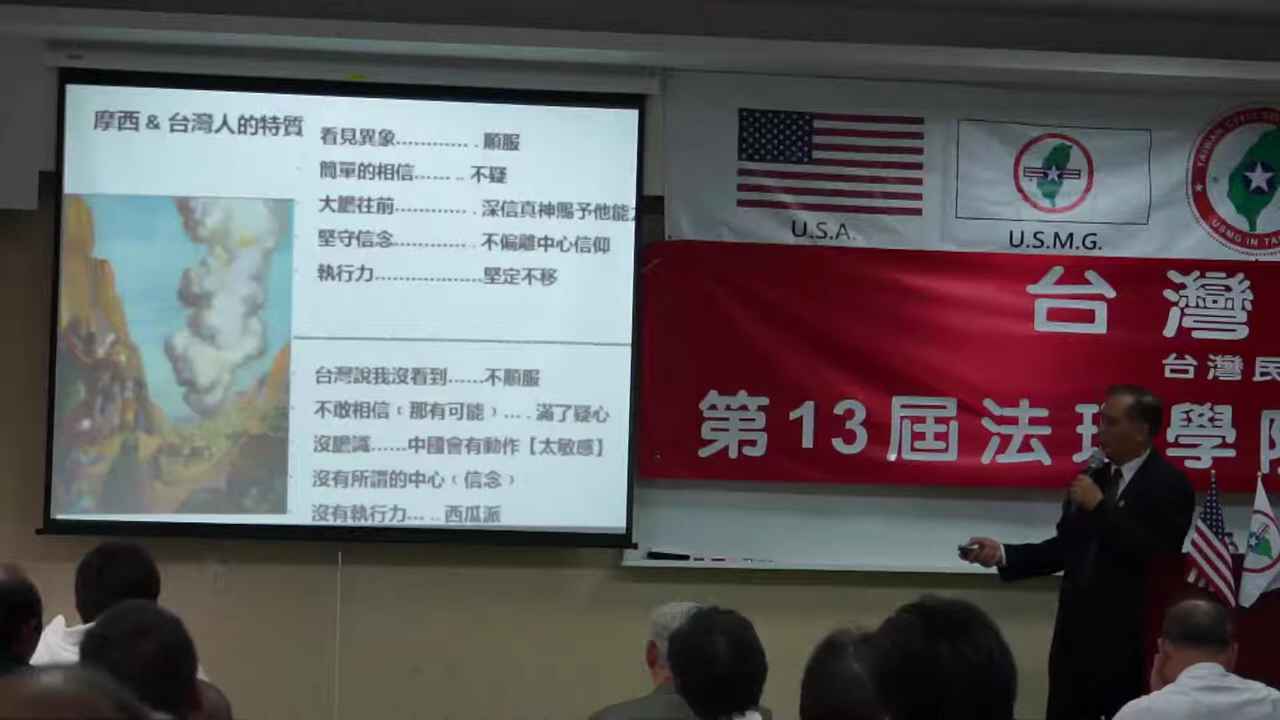 摩西 & 台灣人的特質
看見異象............ . 順服
簡單的相信...... .. 不疑
大膽往前............ . 深信真神賜予他能
堅守信念............ . 不偏離中心信仰
執行力..................堅定不移
台灣說我沒看到......不順服
不敢相信﹙那有可能﹚... . 滿了疑心
沒膽識......中國會有動作【太敏感】
沒有所謂的中心﹙信念﹚
沒有執行力... .. 西瓜派
U.S.A.
U.S.M.G.
TAIWAN CIVIL
USMG IN TA
台灣
台灣民
第13屆法理學